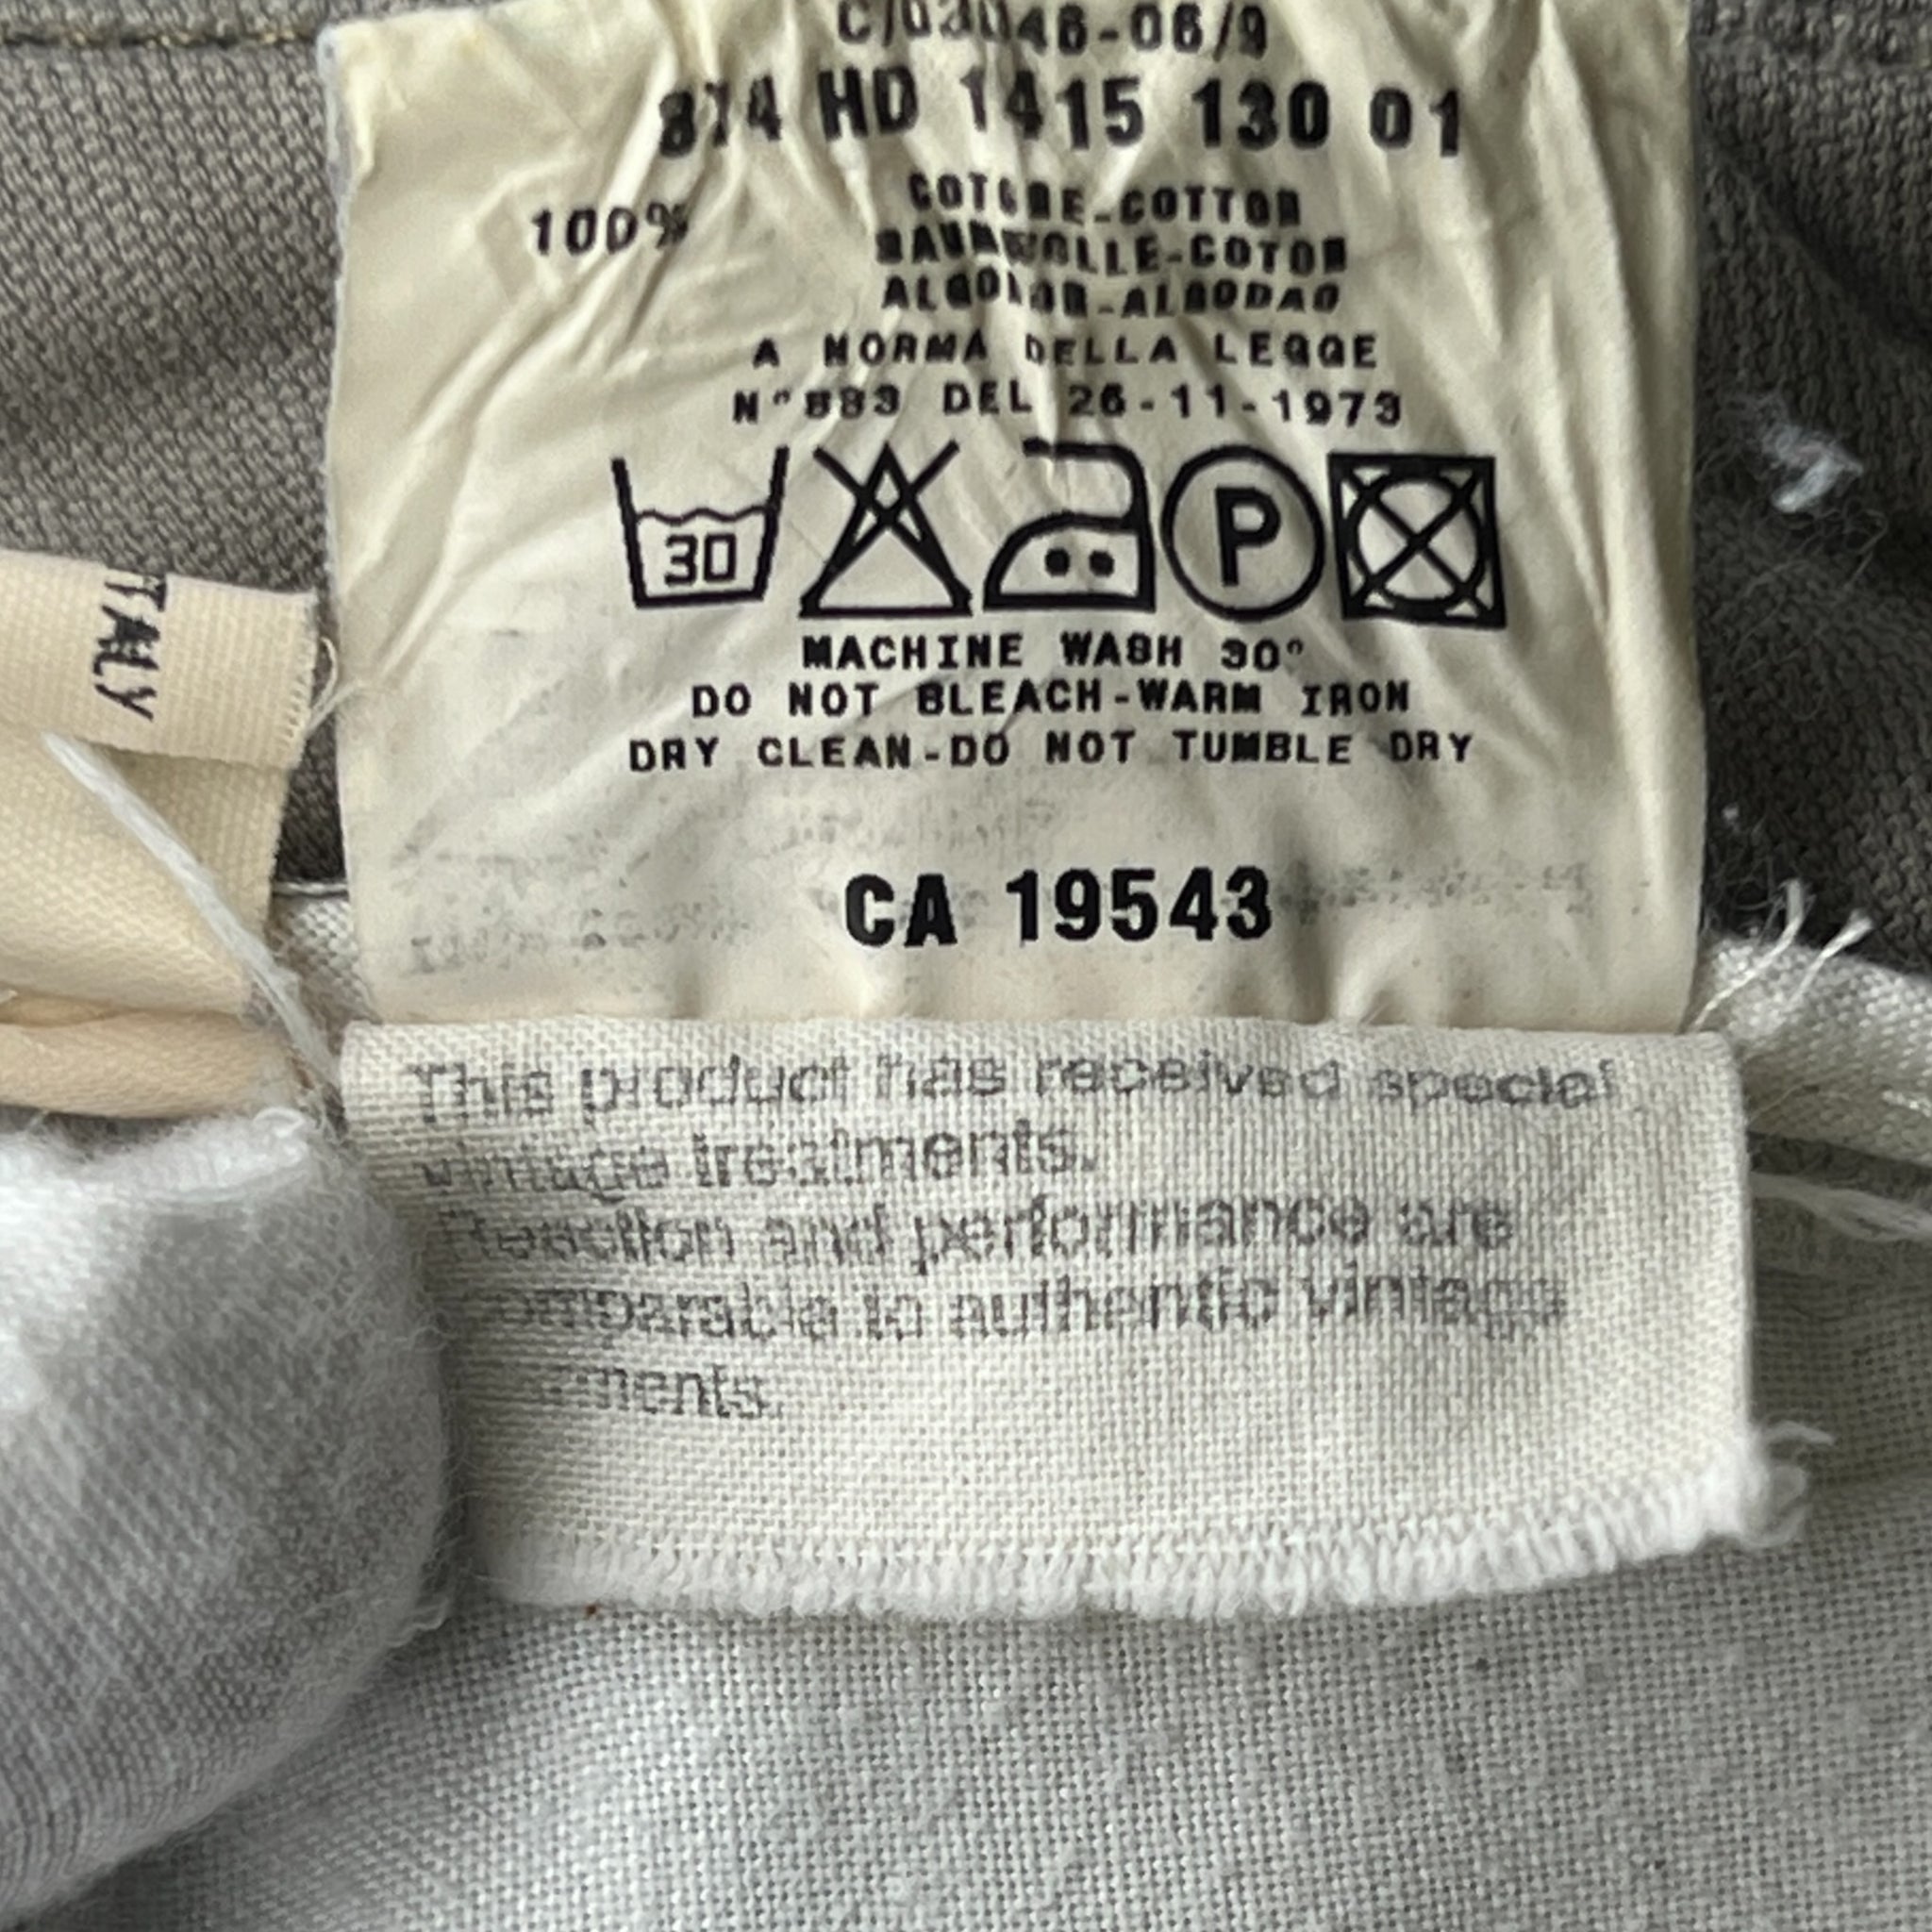 C/03046-06/9
874 HD 1415 130 01
100% COTONE-COTTON
BAUMWOLLE-COTON
ALGODON-ALGODAO
A NORMA DELLA LEGGE
N°883 DEL 26-11-1973
30 P
MACHINE WASH 30°
DO NOT BLEACH-WARM IRON
DRY CLEAN-DO NOT TUMBLE DRY
CA 19543
ITALY
This product has received special
vintage treatments.
Reaction and performance are
comparable to authentic vintage